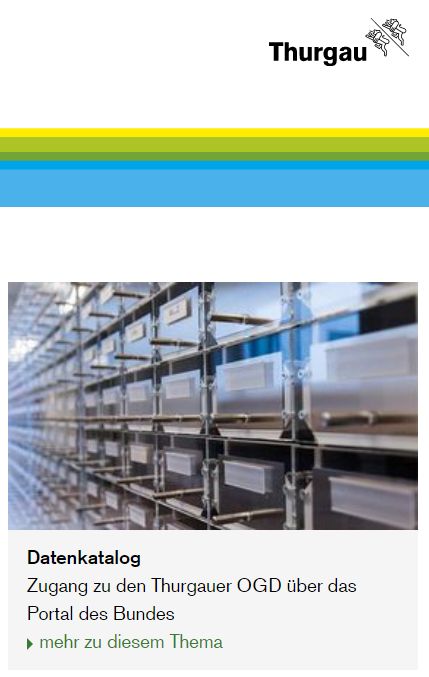 Thurgau
Datenkatalog
Zugang zu den Thurgauer OGD über das
Portal des Bundes
mehr zu diesem Thema